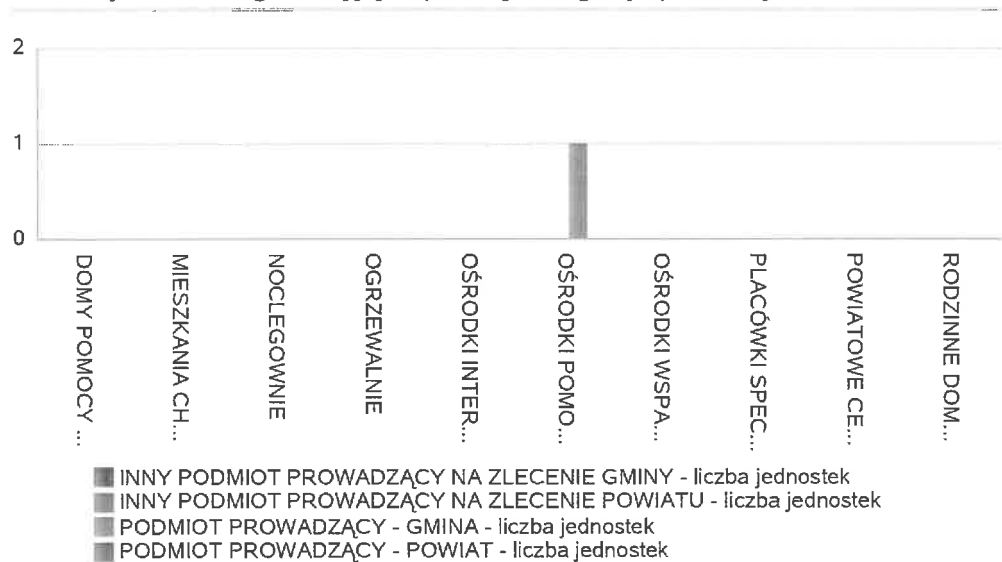 2
1
0
DOMY POMOCY ...
MIESZKANIA CH...
NOCLEGOWNIE
OGRZEWALNIE
OŚRODKI INTER...
OŚRODKI POMO...
OŚRODKI WSPA...
PLACÓWKI SPEC...
POWIATOWE CE...
RODZINNE DOM...
INNY PODMIOT PROWADZĄCY NA ZLECENIE GMINY - liczba jednostek
INNY PODMIOT PROWADZĄCY NA ZLECENIE POWIATU - liczba jednostek
PODMIOT PROWADZĄCY - GMINA - liczba jednostek
PODMIOT PROWADZĄCY - POWIAT - liczba jednostek